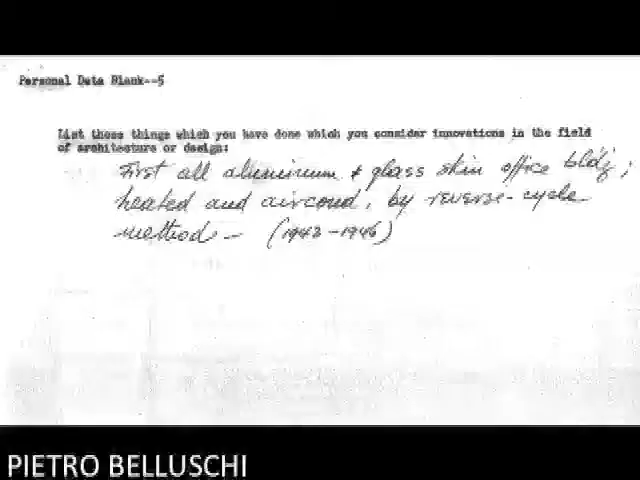 Personal Data Blank--5
List those things which you have done which you consider innovations in the field
of architecture or design:
First all aluminum & glass skin office bldg,
heated and aircond, by reverse-cycle
method - (1943-1946)
PIETRO BELLUSCHI